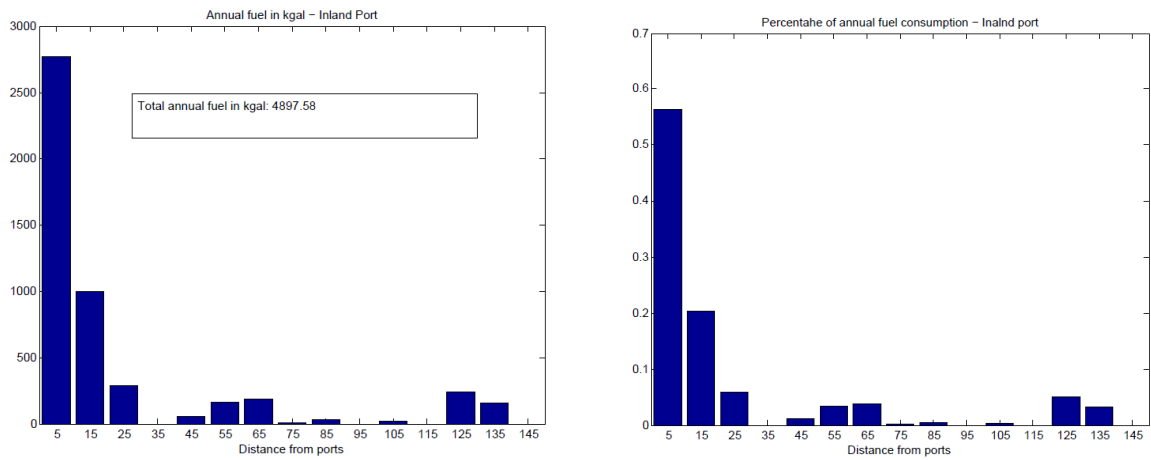 Annual fuel in kgal − Inland Port
3000
2500
2000
1500
1000
500
0
Total annual fuel in kgal: 4897.58
5 15 25 35 45 55 65 75 85 95 105 115 125 135 145
Distance from ports
Percentahe of annual fuel consumption − Inalnd port
0.7
0.6
0.5
0.4
0.3
0.2
0.1
0
5 15 25 35 45 55 65 75 85 95 105 115 125 135 145
Distance from ports